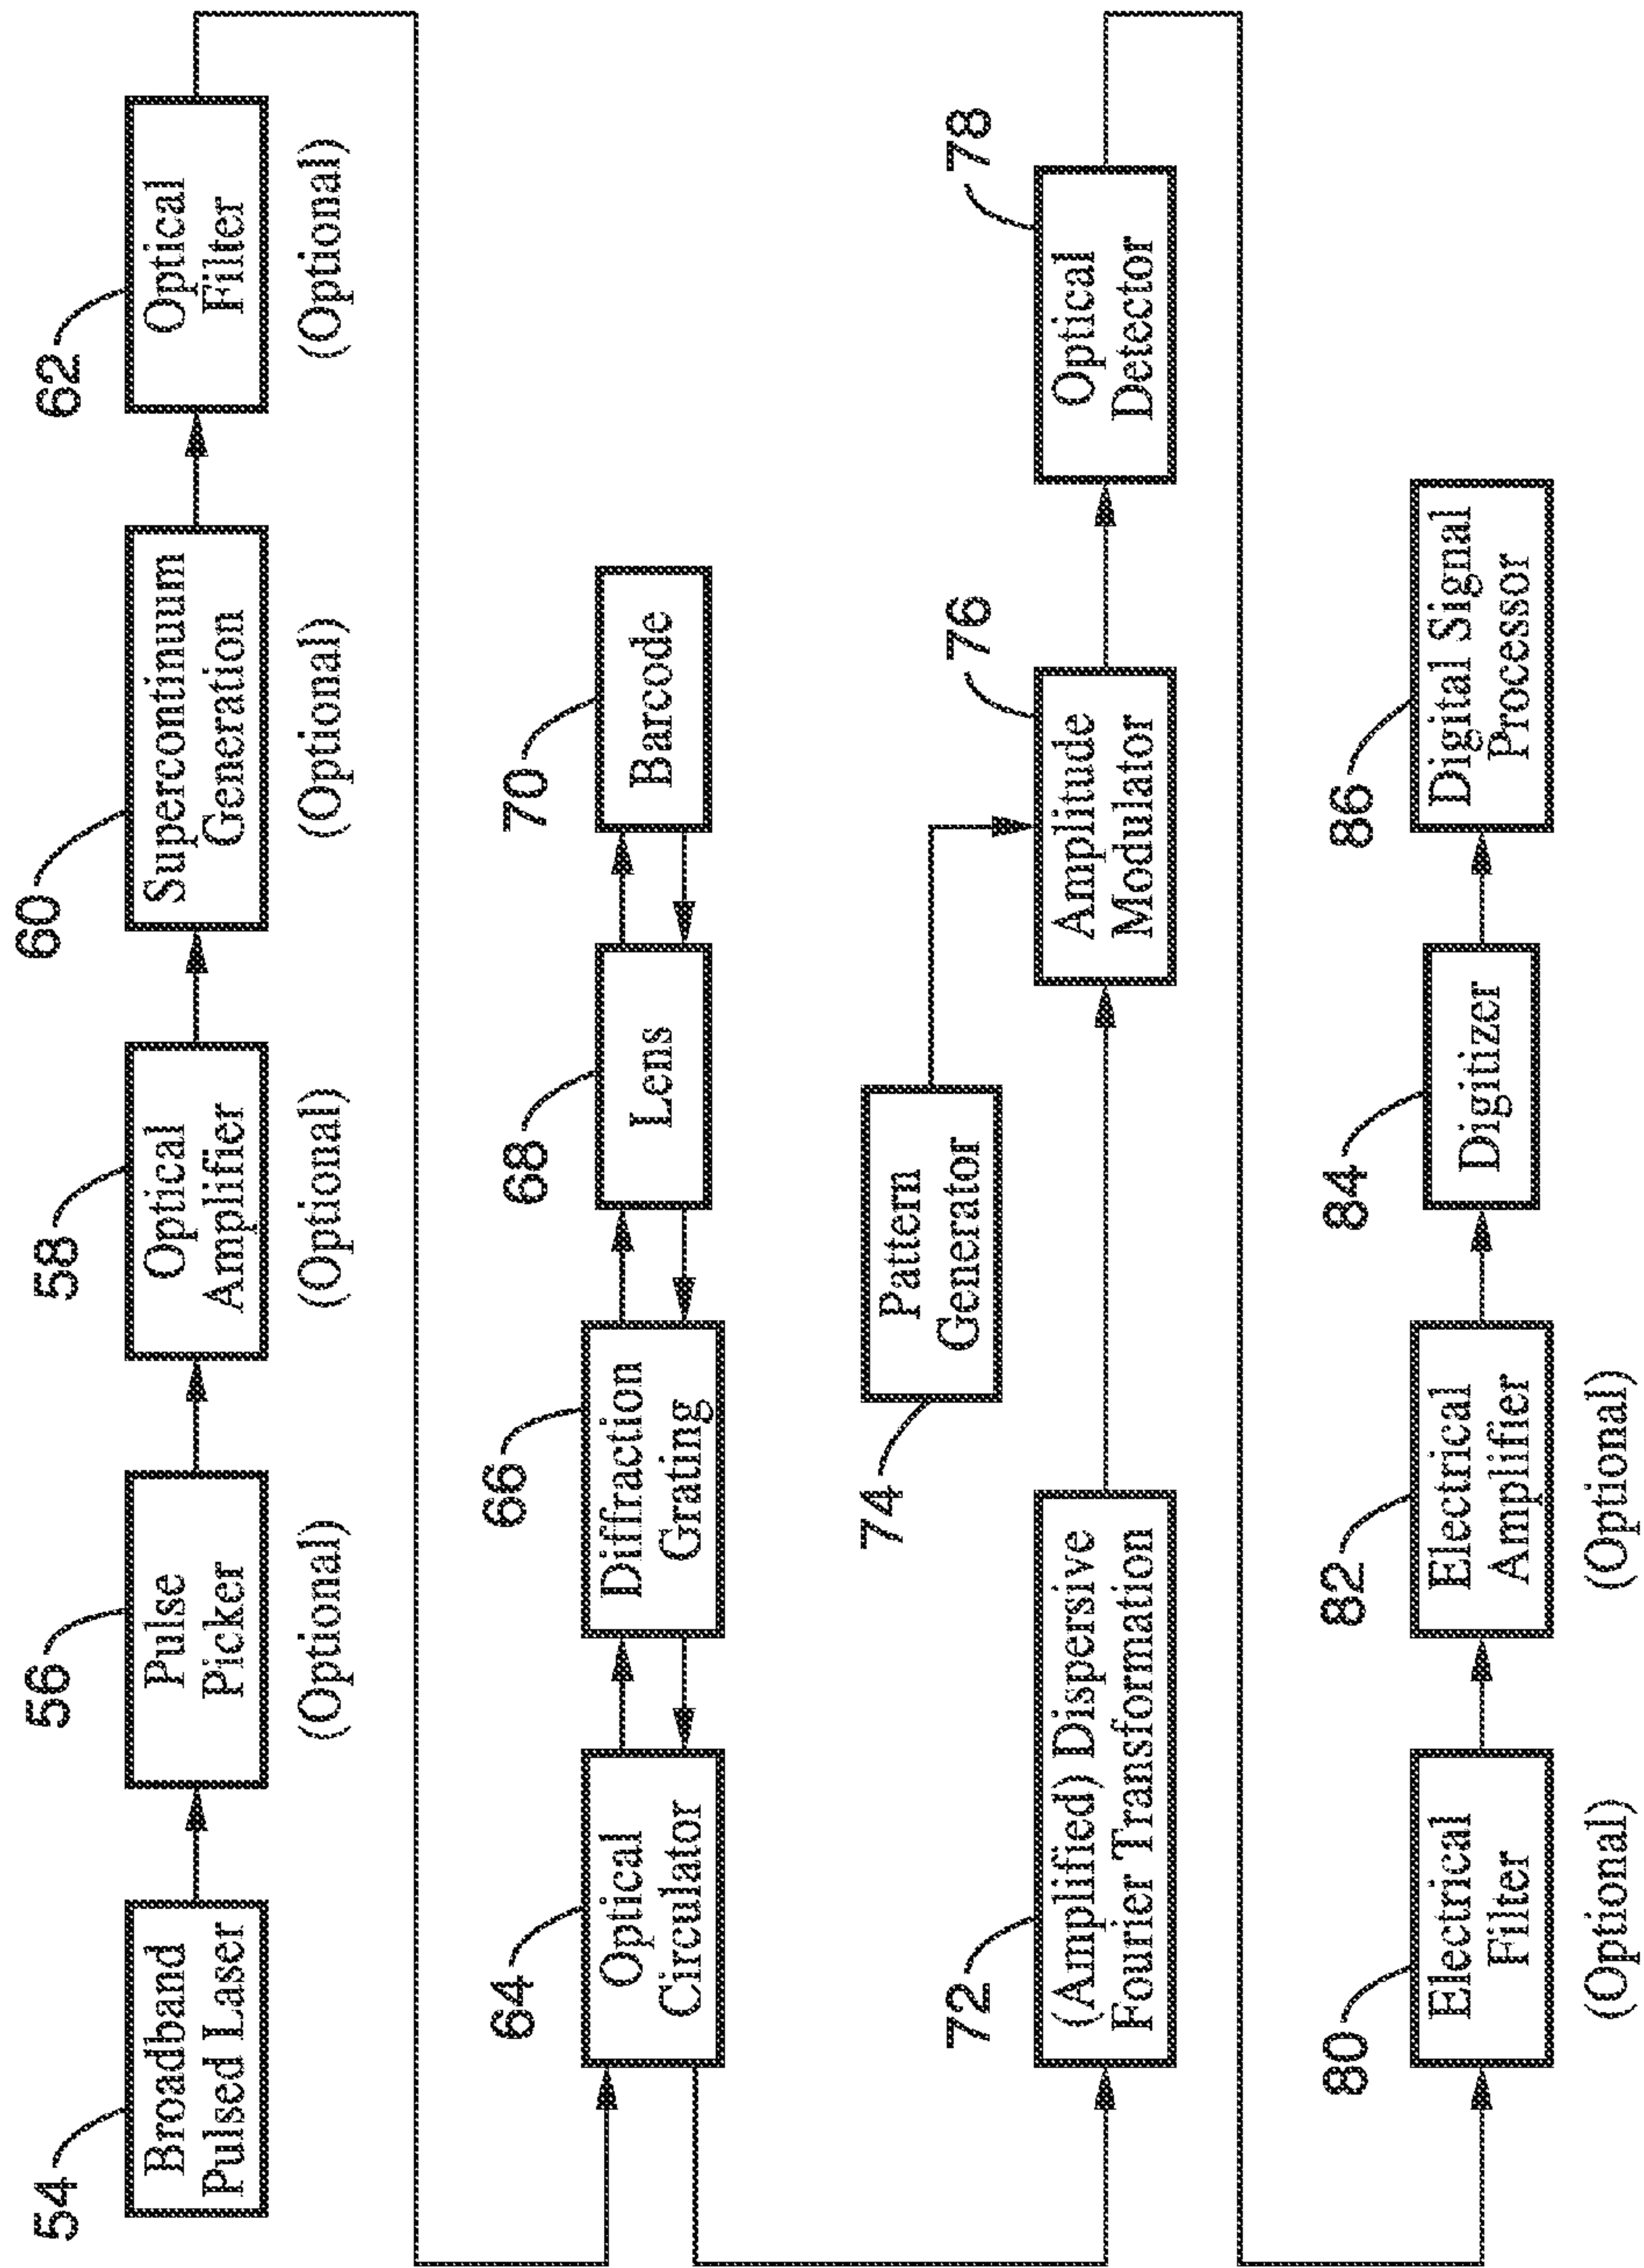 54
Broadband
Pulsed Laser
56
Pulse
Picker
(Optional)
58
Optical
Amplifier
(Optional)
60
Supercontinuum
Generation
(Optional)
62
Optical
Filter
(Optional)
64
Optical
Circulator
66
Diffraction
Grating
68
Lens
70
Barcode
72
(Amplified) Dispersive
Fourier Transformation
74
Pattern
Generator
76
Amplitude
Modulator
78
Optical
Detector
80
Electrical
Filter
(Optional)
82
Electrical
Amplifier
(Optional)
84
Digitizer
86
Digital Signal
Processor